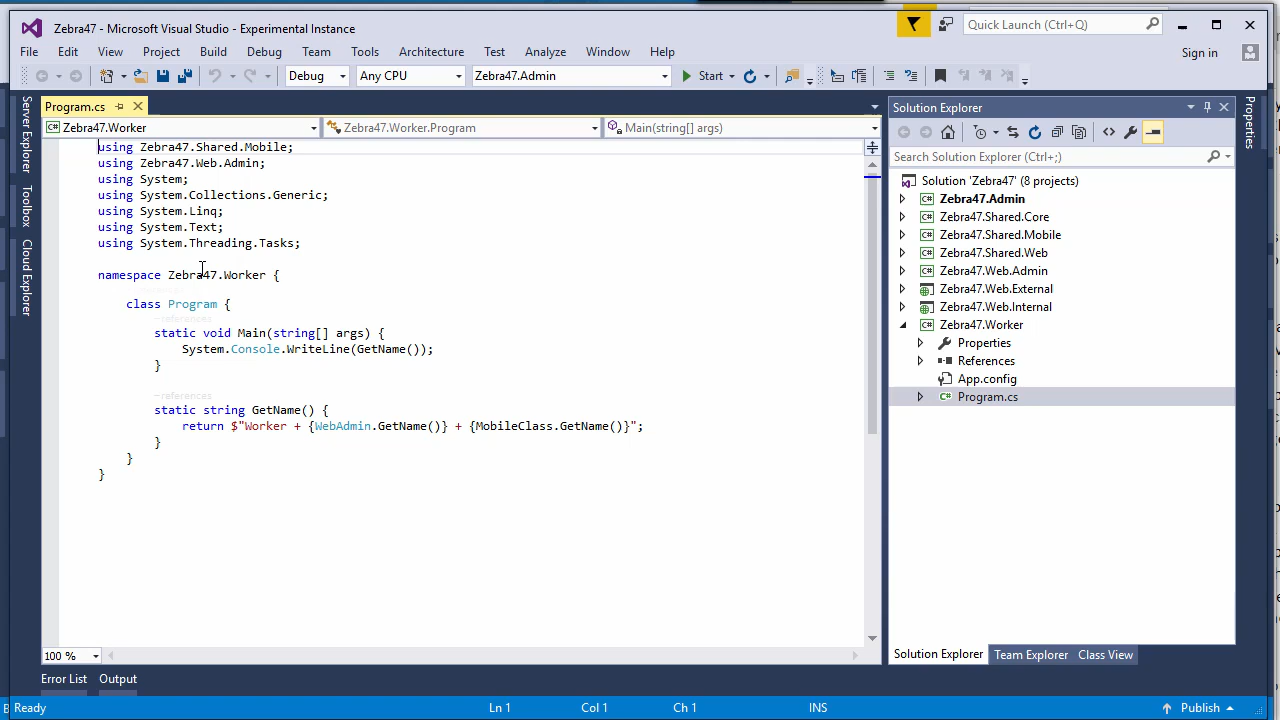 Zebra47 - Microsoft Visual Studio - Experimental Instance
Quick Launch (Ctrl+Q)
File Edit View Project Build Debug Team Tools Architecture Test Analyze Window Help
Sign in
Debug Any CPU Zebra47.Admin Start
Server Explorer
Toolbox
Cloud Explorer
Program.cs
Zebra47.Worker Zebra47.Worker.Program Main(string[] args)
using Zebra47.Shared.Mobile;
using Zebra47.Web.Admin;
using System;
using System.Collections.Generic;
using System.Linq;
using System.Text;
using System.Threading.Tasks;
namespace Zebra47.Worker {
class Program {
-references
static void Main(string[] args) {
System.Console.WriteLine(GetName());
}
-references
static string GetName() {
return $"Worker + {WebAdmin.GetName()} + {MobileClass.GetName()}";
}
}
}
100 %
Solution Explorer
Search Solution Explorer (Ctrl+;)
Solution 'Zebra47' (8 projects)
C# Zebra47.Admin
C# Zebra47.Shared.Core
C# Zebra47.Shared.Mobile
C# Zebra47.Shared.Web
C# Zebra47.Web.Admin
Zebra47.Web.External
Zebra47.Web.Internal
C# Zebra47.Worker
Properties
References
App.config
C# Program.cs
Solution Explorer Team Explorer Class View
Properties
Error List Output
Ready Ln 1 Col 1 Ch 1 INS Publish